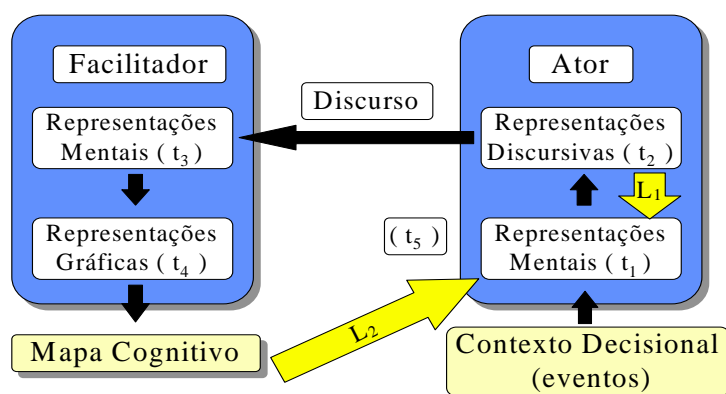 Facilitador
Representações
Mentais ( t3 )
Representações
Gráficas ( t4 )
Mapa Cognitivo
Discurso
( t5 )
L2
Ator
Representações
Discursivas ( t2 )
L1
Representações
Mentais ( t1 )
Contexto Decisional
(eventos)